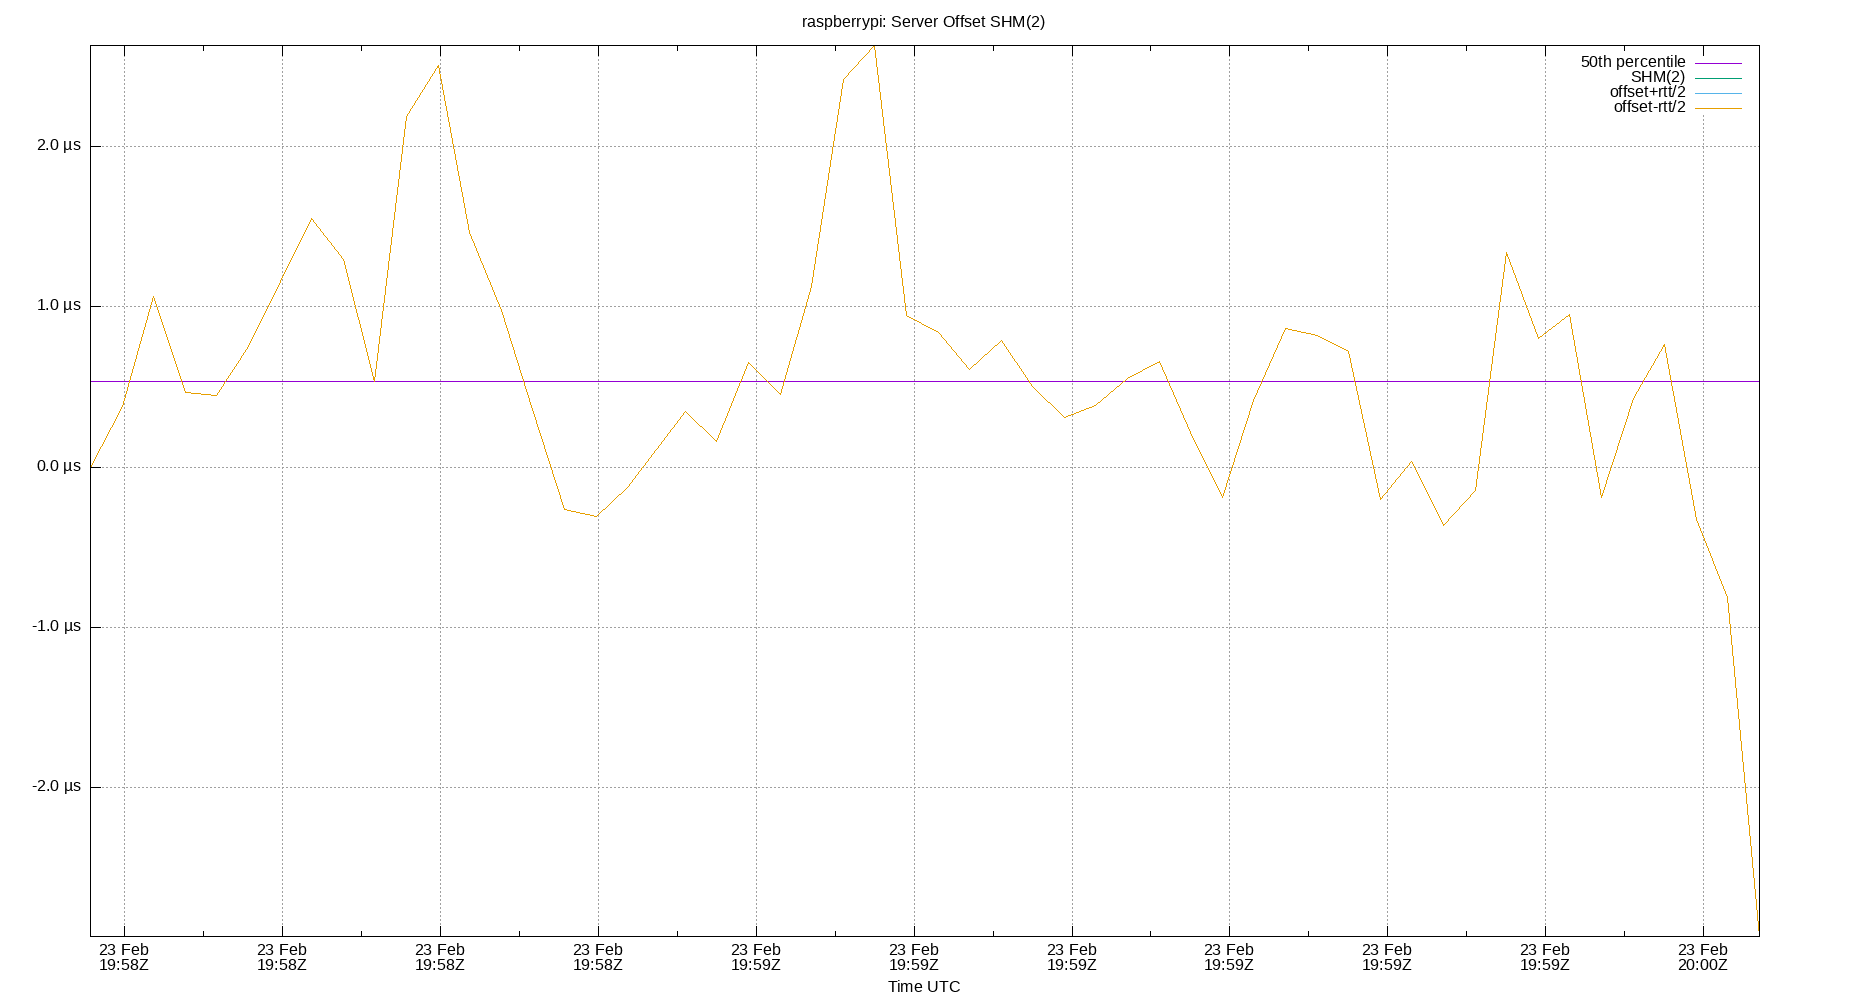 raspberrypi: Server Offset SHM(2)
50th percentile
SHM(2)
offset+rtt/2
offset-rtt/2
2.0 µs
1.0 µs
0.0 µs
-1.0 µs
-2.0 µs
23 Feb 23 Feb 23 Feb 23 Feb 23 Feb 23 Feb 23 Feb 23 Feb 23 Feb 23 Feb 23 Feb
19:58Z 19:58Z 19:58Z 19:58Z 19:59Z 19:59Z 19:59Z 19:59Z 19:59Z 19:59Z 20:00Z
Time UTC